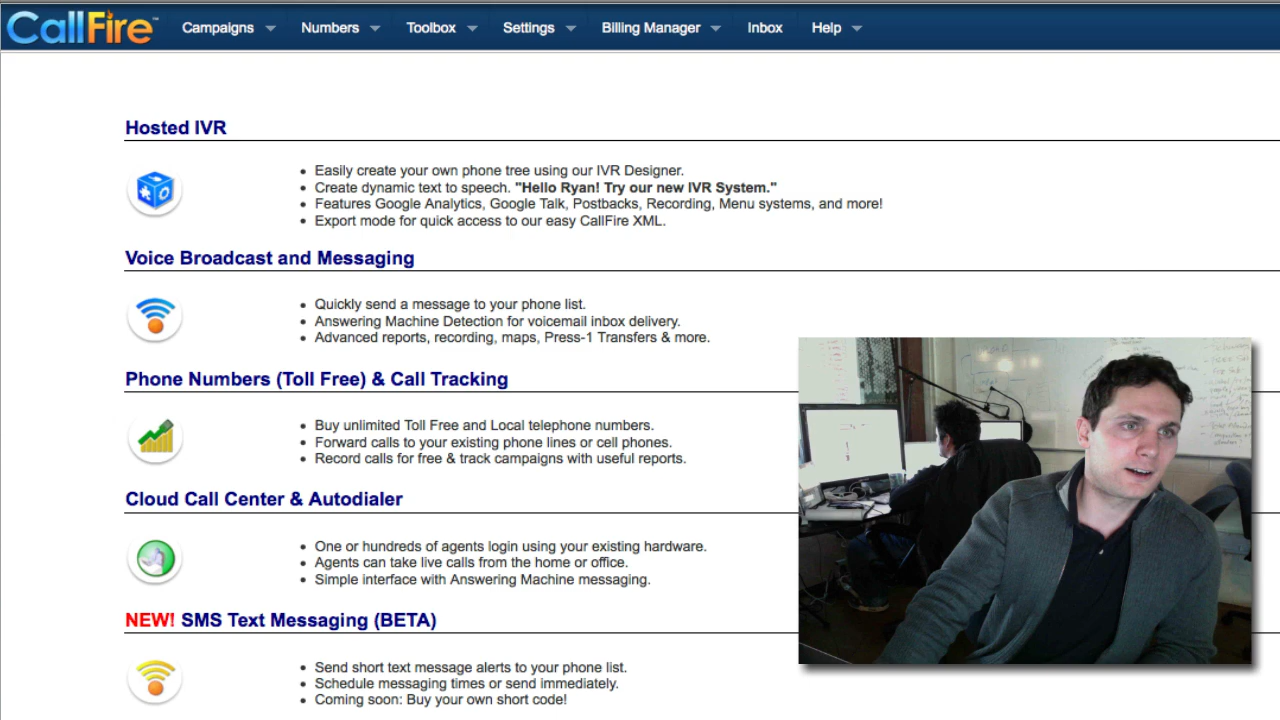 CallFire™ Campaigns Numbers Toolbox Settings Billing Manager Inbox Help
Hosted IVR
Easily create your own phone tree using our IVR Designer.
Create dynamic text to speech. "Hello Ryan! Try our new IVR System."
Features Google Analytics, Google Talk, Postbacks, Recording, Menu systems, and more!
Export mode for quick access to our easy CallFire XML.
Voice Broadcast and Messaging
Quickly send a message to your phone list.
Answering Machine Detection for voicemail inbox delivery.
Advanced reports, recording, maps, Press-1 Transfers & more.
Phone Numbers (Toll Free) & Call Tracking
Buy unlimited Toll Free and Local telephone numbers.
Forward calls to your existing phone lines or cell phones.
Record calls for free & track campaigns with useful reports.
Cloud Call Center & Autodialer
One or hundreds of agents login using your existing hardware.
Agents can take live calls from the home or office.
Simple interface with Answering Machine messaging.
NEW! SMS Text Messaging (BETA)
Send short text message alerts to your phone list.
Schedule messaging times or send immediately.
Coming soon: Buy your own short code!